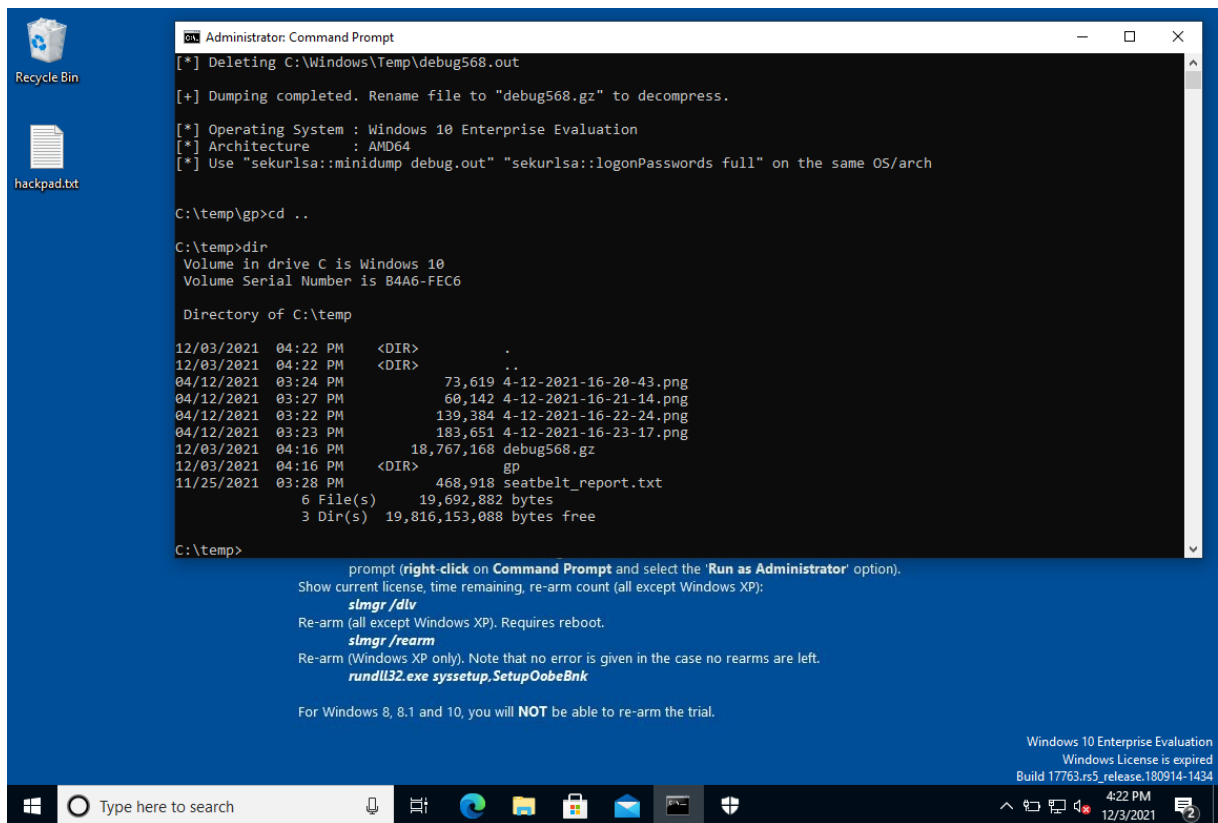 Recycle Bin
hackpad.txt
Administrator: Command Prompt
[*] Deleting C:\Windows\Temp\debug568.out
[+] Dumping completed. Rename file to "debug568.gz" to decompress.
[*] Operating System : Windows 10 Enterprise Evaluation
[*] Architecture     : AMD64
[*] Use "sekurlsa::minidump debug.out" "sekurlsa::logonPasswords full" on the same OS/arch
C:\temp\gp>cd ..
C:\temp>dir
 Volume in drive C is Windows 10
 Volume Serial Number is B4A6-FEC6
 Directory of C:\temp
12/03/2021  04:22 PM    <DIR>          .
12/03/2021  04:22 PM    <DIR>          ..
04/12/2021  03:24 PM            73,619 4-12-2021-16-20-43.png
04/12/2021  03:27 PM            60,142 4-12-2021-16-21-14.png
04/12/2021  03:22 PM           139,384 4-12-2021-16-22-24.png
04/12/2021  03:23 PM           183,651 4-12-2021-16-23-17.png
12/03/2021  04:16 PM        18,767,168 debug568.gz
12/03/2021  04:16 PM    <DIR>          gp
11/25/2021  03:28 PM           468,918 seatbelt_report.txt
               6 File(s)     19,692,882 bytes
               3 Dir(s)  19,816,153,088 bytes free
C:\temp>
prompt (right-click on Command Prompt and select the 'Run as Administrator' option).
Show current license, time remaining, re-arm count (all except Windows XP):
slmgr /dlv
Re-arm (all except Windows XP). Requires reboot.
slmgr /rearm
Re-arm (Windows XP only). Note that no error is given in the case no rearms are left.
rundll32.exe syssetup,SetupOobeBnk
For Windows 8, 8.1 and 10, you will NOT be able to re-arm the trial.
Windows 10 Enterprise Evaluation
Windows License is expired
Build 17763.rs5_release.180914-1434
Type here to search
4:22 PM
12/3/2021
2